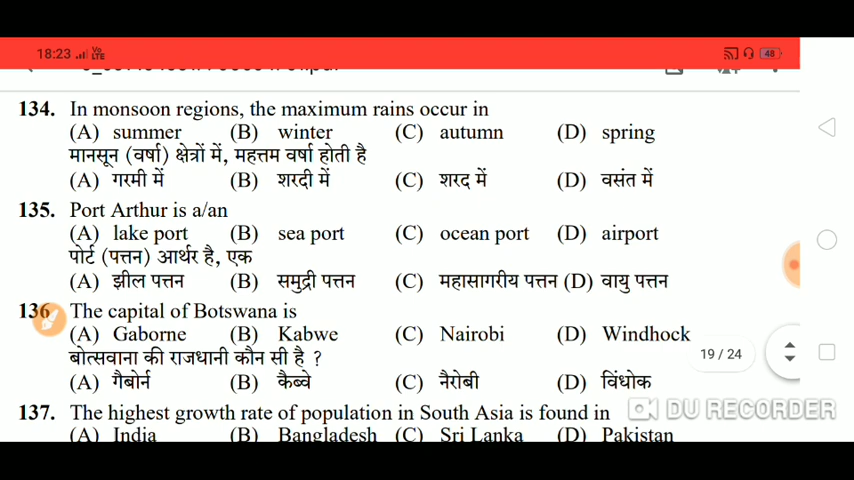 18:23 Vo LTE 48
134. In monsoon regions, the maximum rains occur in
(A) summer (B) winter (C) autumn (D) spring
मानसून (वर्षा) क्षेत्रों में, महत्तम वर्षा होती है
(A) गरमी में (B) शरदी में (C) शरद में (D) वसंत में
135. Port Arthur is a/an
(A) lake port (B) sea port (C) ocean port (D) airport
पोर्ट (पत्तन) आर्थर है, एक
(A) झील पत्तन (B) समुद्री पत्तन (C) महासागरीय पत्तन (D) वायु पत्तन
136 The capital of Botswana is
(A) Gaborne (B) Kabwe (C) Nairobi (D) Windhock
19 / 24
बोत्सवाना की राजधानी कौन सी है ?
(A) गैबोर्न (B) कैब्वे (C) नैरोबी (D) विंधोक
137. The highest growth rate of population in South Asia is found in
DU RECORDER
(A) India (B) Bangladesh (C) Sri Lanka (D) Pakistan